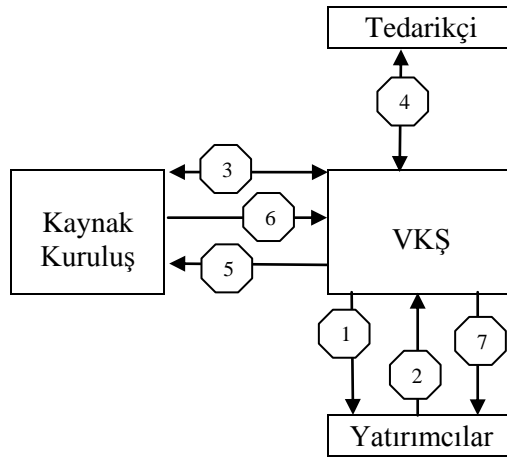 Tedarikçi
4
3
Kaynak
Kuruluş
6
VKŞ
5
1
2
7
Yatırımcılar